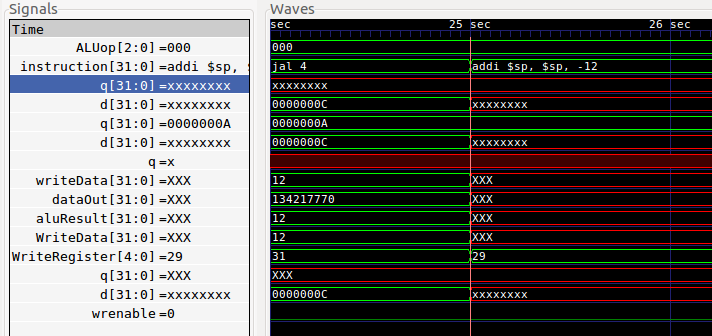 Signals
Waves
Time
sec 25 sec 26 sec
ALUop[2:0] =000 000
instruction[31:0] =addi $sp, jal 4 addi $sp, $sp, -12
q[31:0] =xxxxxxxx xxxxxxxx
d[31:0] =xxxxxxxx 0000000C xxxxxxxx
q[31:0] =0000000A 0000000A
d[31:0] =xxxxxxxx 0000000C xxxxxxxx
q =x
writeData[31:0] =XXX 12 XXX
dataOut[31:0] =XXX 134217770 XXX
aluResult[31:0] =XXX 12 XXX
WriteData[31:0] =XXX 12 XXX
WriteRegister[4:0] =29 31 29
q[31:0] =XXX XXX
d[31:0] =xxxxxxxx 0000000C xxxxxxxx
wrenable =0